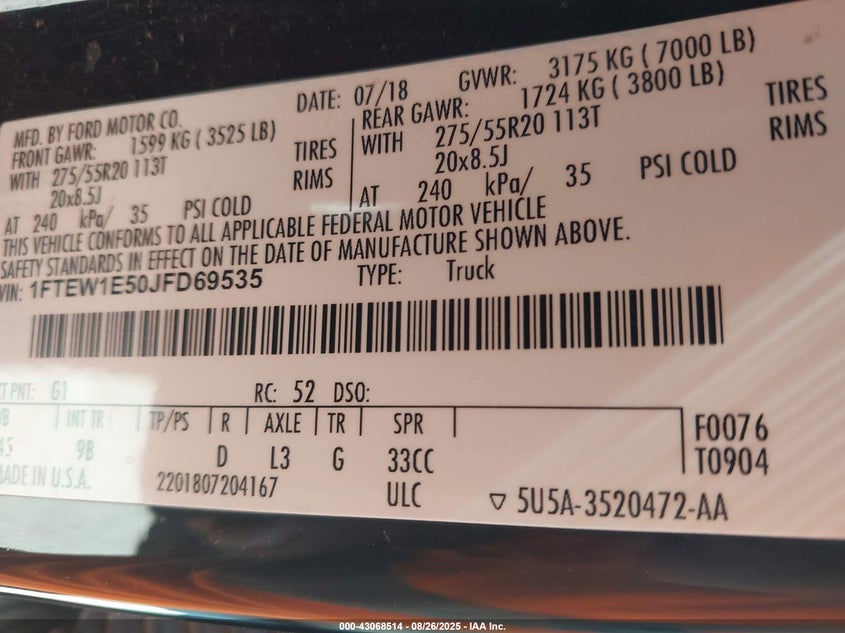 MFD. BY FORD MOTOR CO.
DATE: 07/18 GVWR: 3175 KG ( 7000 LB)
FRONT GAWR: 1599 KG ( 3525 LB)
WITH 275/55R20 113T TIRES
20x8.5J RIMS
AT 240 kPa/ 35 PSI COLD
REAR GAWR: 1724 KG ( 3800 LB)
WITH 275/55R20 113T TIRES
20x8.5J RIMS
AT 240 kPa/ 35 PSI COLD
THIS VEHICLE CONFORMS TO ALL APPLICABLE FEDERAL MOTOR VEHICLE
SAFETY STANDARDS IN EFFECT ON THE DATE OF MANUFACTURE SHOWN ABOVE.
VIN: 1FTEW1E50JFD69535 TYPE: Truck
PNT: G1 RC: 52 DSO:
INT TR TP/PS R AXLE TR SPR
9B D L3 G 33CC
F0076
T0904
MADE IN U.S.A. 2201807204167 ULC
5U5A-3520472-AA
000-43068514 - 08/26/2025 - IAA Inc.